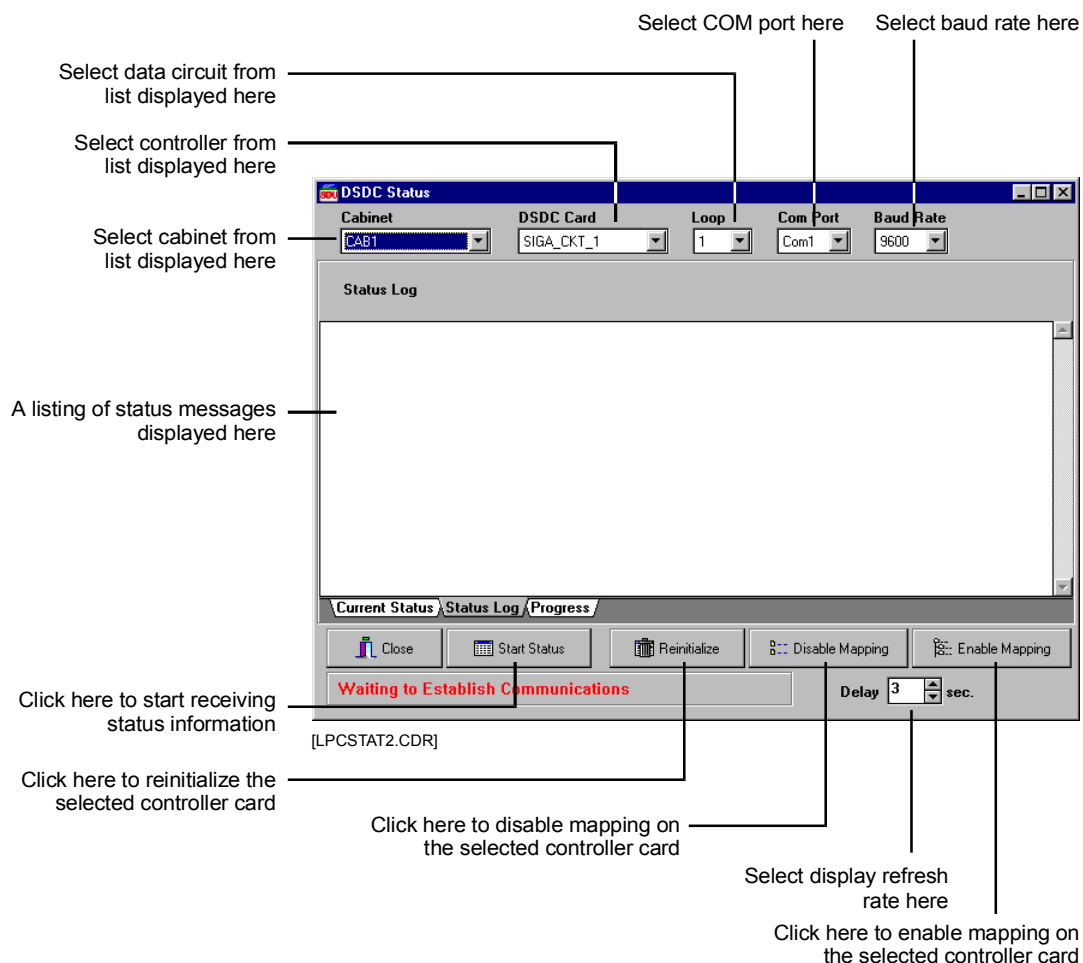 Select COM port here
Select baud rate here
Select data circuit from
list displayed here
Select controller from
list displayed here
Select cabinet from
list displayed here
SDU DSDC Status
Cabinet
DSDC Card
Loop
Com Port
Baud Rate
CAB1
SIGA_CKT_1
1
Com1
9600
Status Log
A listing of status messages
displayed here
Current Status
Status Log
Progress
Close
Start Status
Reinitialize
Disable Mapping
Enable Mapping
Waiting to Establish Communications
Delay 3 sec.
Click here to start receiving
status information
[LPCSTAT2.CDR]
Click here to reinitialize the
selected controller card
Click here to disable mapping on
the selected controller card
Select display refresh
rate here
Click here to enable mapping on
the selected controller card